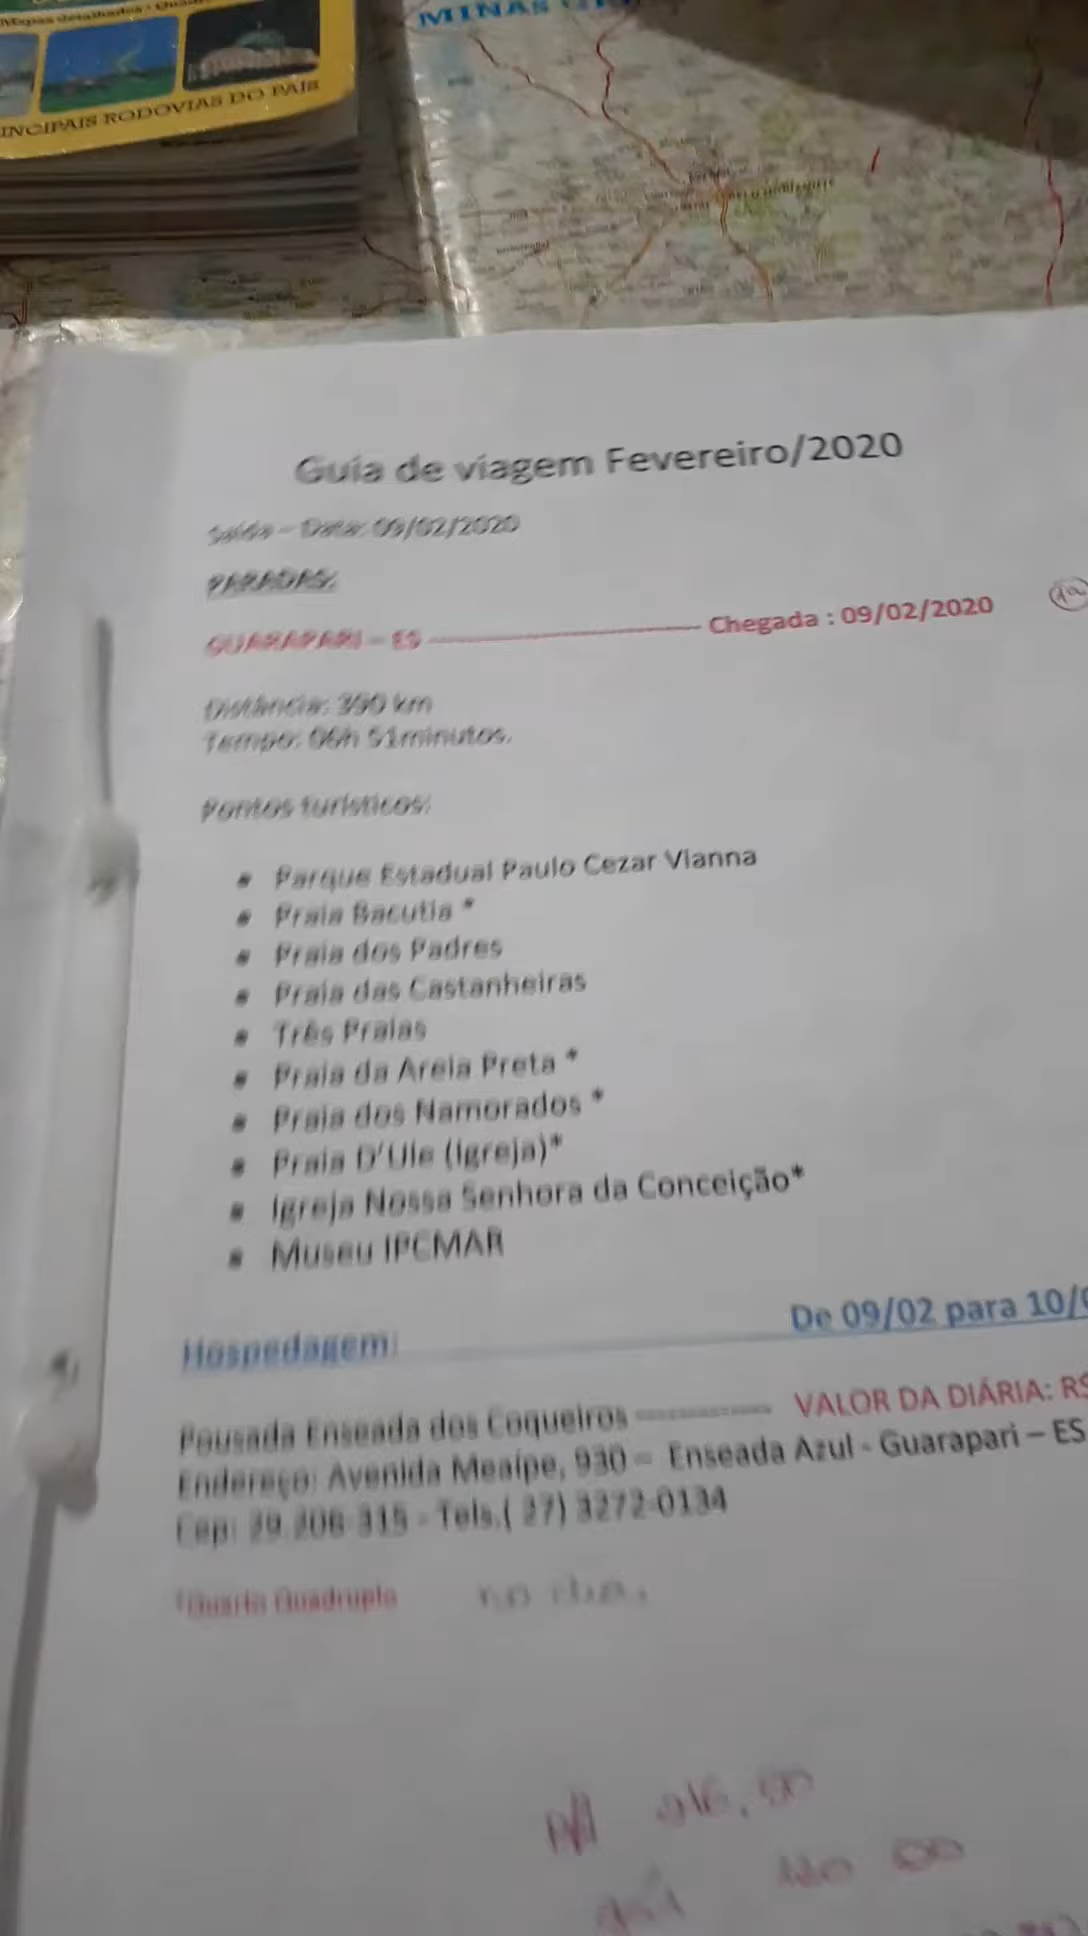 Mapas detalhados
INCIPAIS RODOVIAS DO PAÍS
MINAS
Guia de viagem Fevereiro/2020
Saída – Data: 09/02/2020
PARADAS:
GUARAPARI – ES ———————— Chegada : 09/02/2020
Distância: 390 km
Tempo: 06h 51minutos.
Pontos turísticos:
• Parque Estadual Paulo Cezar Vianna
• Praia Bacutia *
• Praia dos Padres
• Praia das Castanheiras
• Três Praias
• Praia da Areia Preta *
• Praia dos Namorados *
• Praia D'Ule (Igreja)*
• Igreja Nossa Senhora da Conceição*
• Museu IPCMAR
Hospedagem: De 09/02 para 10/0
Pousada Enseada dos Coqueiros ------------ VALOR DA DIÁRIA: R$
Endereço: Avenida Meaípe, 930 – Enseada Azul - Guarapari – ES
Cep: 29.206-315 - Tels.( 27) 3272-0134
*Quarto Quadruplo